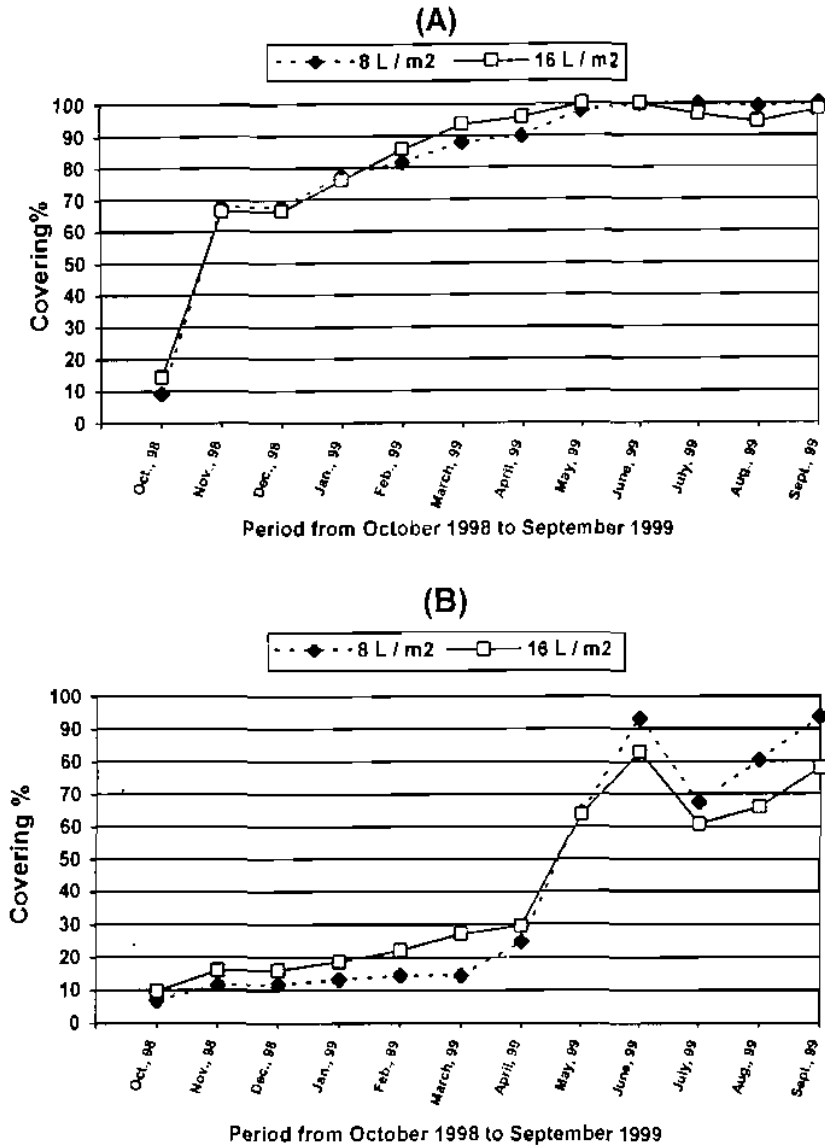 (A)
8 L / m2 16 L / m2
100
90
80
70
60
50
40
30
20
10
0
Covering%
Oct., 98 Nov., 98 Dec., 98 Jan., 99 Feb., 99 March, 99 April, 99 May, 99 June, 99 July, 99 Aug., 99 Sept., 99
Period from October 1998 to September 1999
(B)
8 L / m2 16 L / m2
100
90
80
70
60
50
40
30
20
10
0
Covering %
Oct., 98 Nov., 98 Dec., 98 Jan., 99 Feb., 99 March, 99 April, 99 May, 99 June, 99 July, 99 Aug., 99 Sept., 99
Period from October 1998 to September 1999